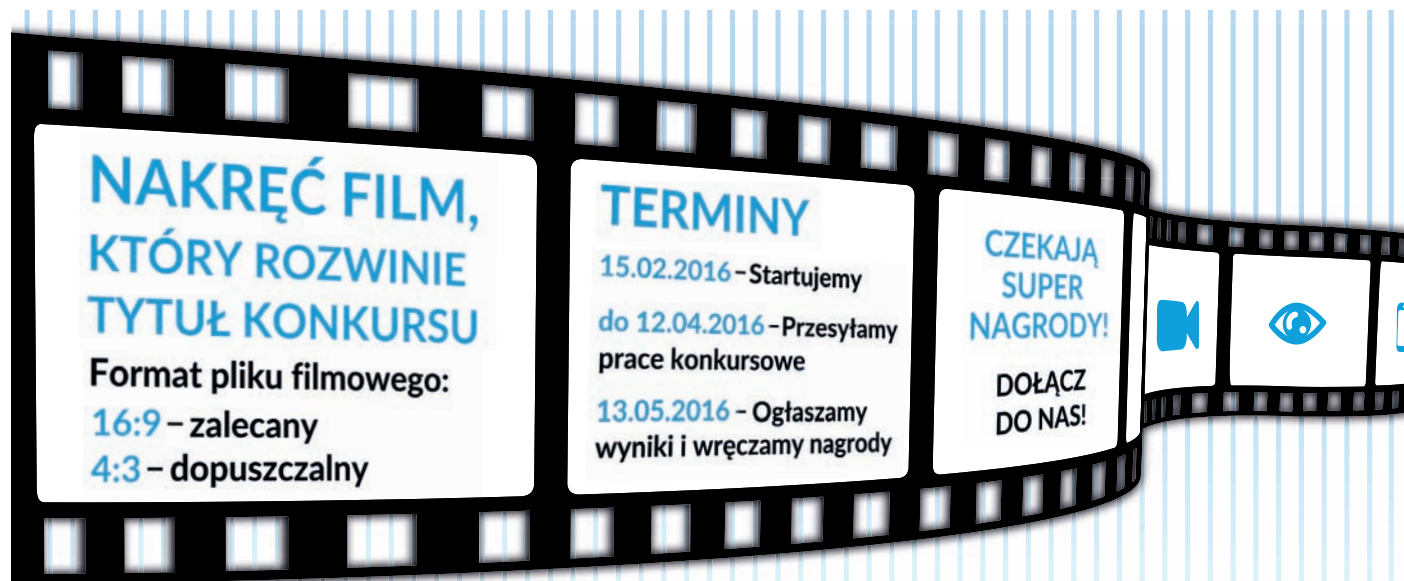 NAKRĘĆ FILM,
KTÓRY ROZWINIE
TYTUŁ KONKURSU
Format pliku filmowego:
16:9 – zalecany
4:3 – dopuszczalny
TERMINY
15.02.2016 – Startujemy
do 12.04.2016 – Przesyłamy
prace konkursowe
13.05.2016 – Ogłaszamy
wyniki i wręczamy nagrody
CZEKAJĄ
SUPER
NAGRODY!
DOŁĄCZ
DO NAS!